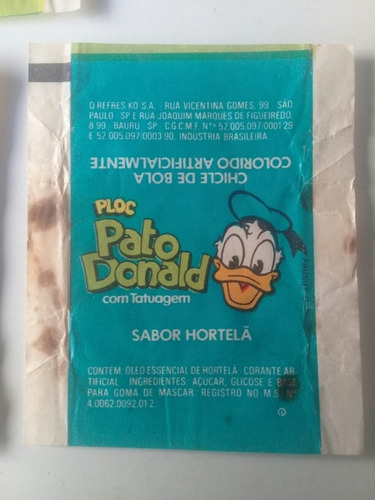 Q REFRES KO S.A. RUA VICENTINA GOMES, 99 SÃO
PAULO SP E RUA JOAQUIM MARQUES DE FIGUEIREDO,
8 99 BAURU SP C.G.C.M.F. Nos 52 005.097/0001 29
E 52 005.097/0003-90. INDÚSTRIA BRASILEIRA.
CHICLE DE BOLA
COLORIDO ARTIFICIALMENTE
PLOC
Pato
Donald
com Tatuagem
SABOR HORTELÃ
CONTÉM: ÓLEO ESSENCIAL DE HORTELÃ CORANTE AR
TIFICIAL INGREDIENTES: AÇÚCAR, GLICOSE E BASE
PARA GOMA DE MASCAR. REGISTRO NO M S Nº
4.0062.0092.01 2.